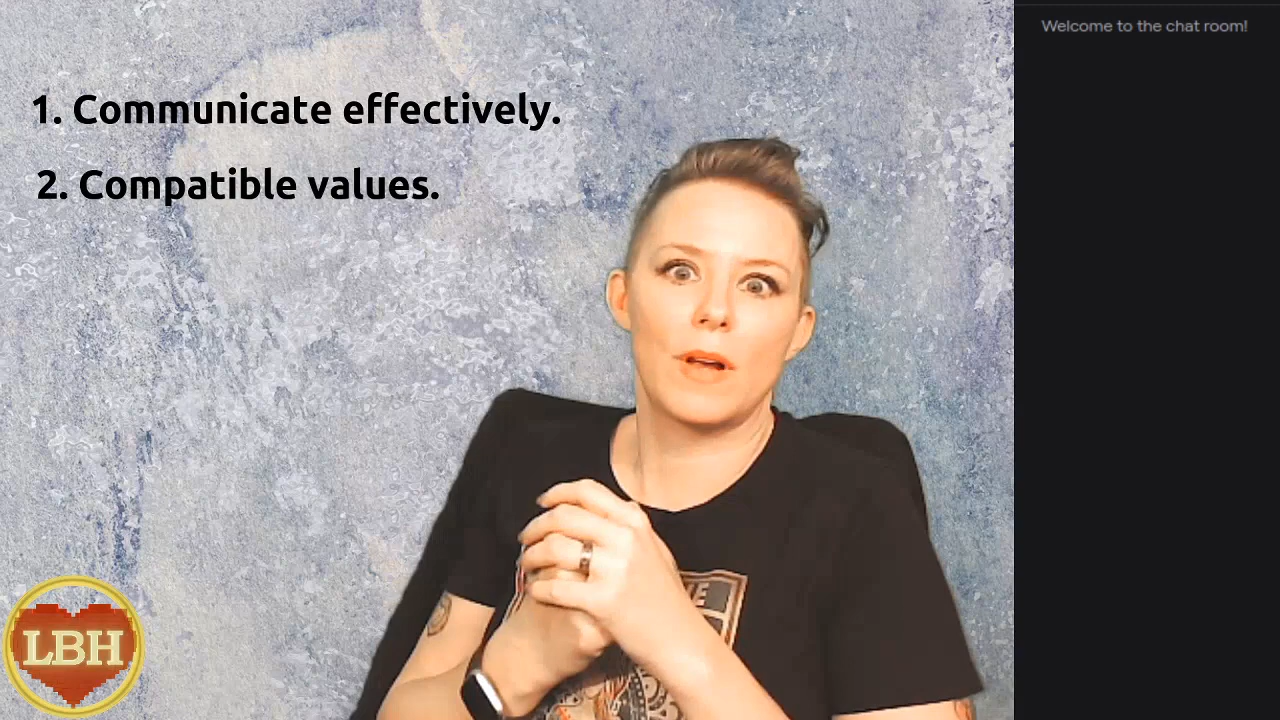 1. Communicate effectively.
2. Compatible values.
Welcome to the chat room!
LBH